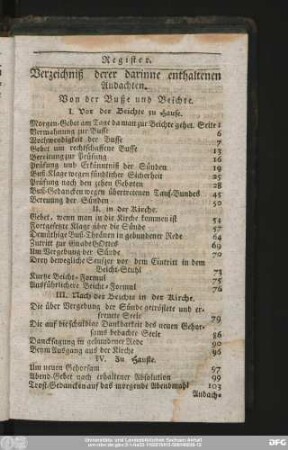 Register.
Verzeichniß derer darinne enthaltenen
Andachten.
Von der Buße und Beichte.
I. Vor der Beichte zu Hause.
Morgen-Gebet am Tage da man zur Beichte gehet. Seite 1
Vermahnung zur Busse 6
Nothwendigkeit der Busse 7
Gebet um rechtschaffene Busse 13
Bereitung zur Prüfung 16
Prüfung und Erkänntniß der Sünden 19
Buß-Klage wegen sündlicher Sicherheit 25
Prüfung nach den zehen Geboten 28
Buß-Gedancken wegen übertretenen Tauf-Bundes 45
Bereuung der Sünden 50
II. in der Kirche.
Gebet, wenn man in die Kirche kommen ist 54
Fortgesetzte Klage über die Sünde 57
Demüthige Buß-Thränen in gebundener Rede 64
Zutritt zur Gnade GOttes 69
Um Vergebung der Sünde 70
Drey bewegliche Seufzer vor dem Eintritt in dem
Beicht-Stuhl 73
Kurtze Beicht-Formul 75
Ausführlichere Beicht-Formul 76
III. Nach der Beichte in der Kirche.
Die über Vergebung der Sünde getröstete und er-
freuete Seele 79
Die auf die schuldige Danckbarkeit des neuen Gehor-
sams bedachte Seele 86
Dancksagung in gebundener Rede 90
Beym Ausgang aus der Kirche 96
IV. Zu Hause.
Um neuen Gehorsam 97
Abend-Gebet nach erhaltener Absolution 99
Trost-Gedancken auf das morgende Abendmahl 103
Andach-